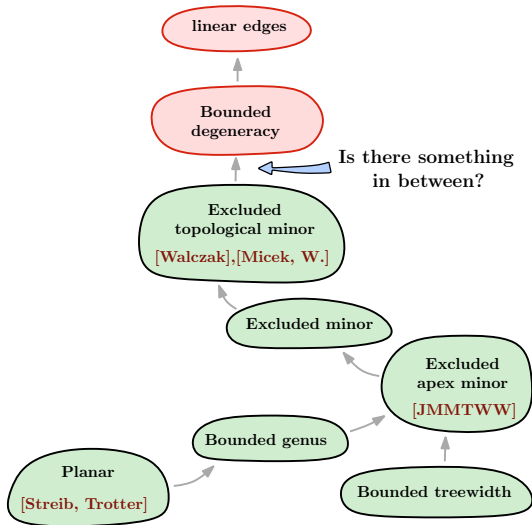 linear edges
Bounded
degeneracy
Is there something
in between?
Excluded
topological minor
[Walczak],[Micek, W.]
Excluded minor
Excluded
apex minor
[JMMTWW]
Bounded genus
Planar
[Streib, Trotter]
Bounded treewidth